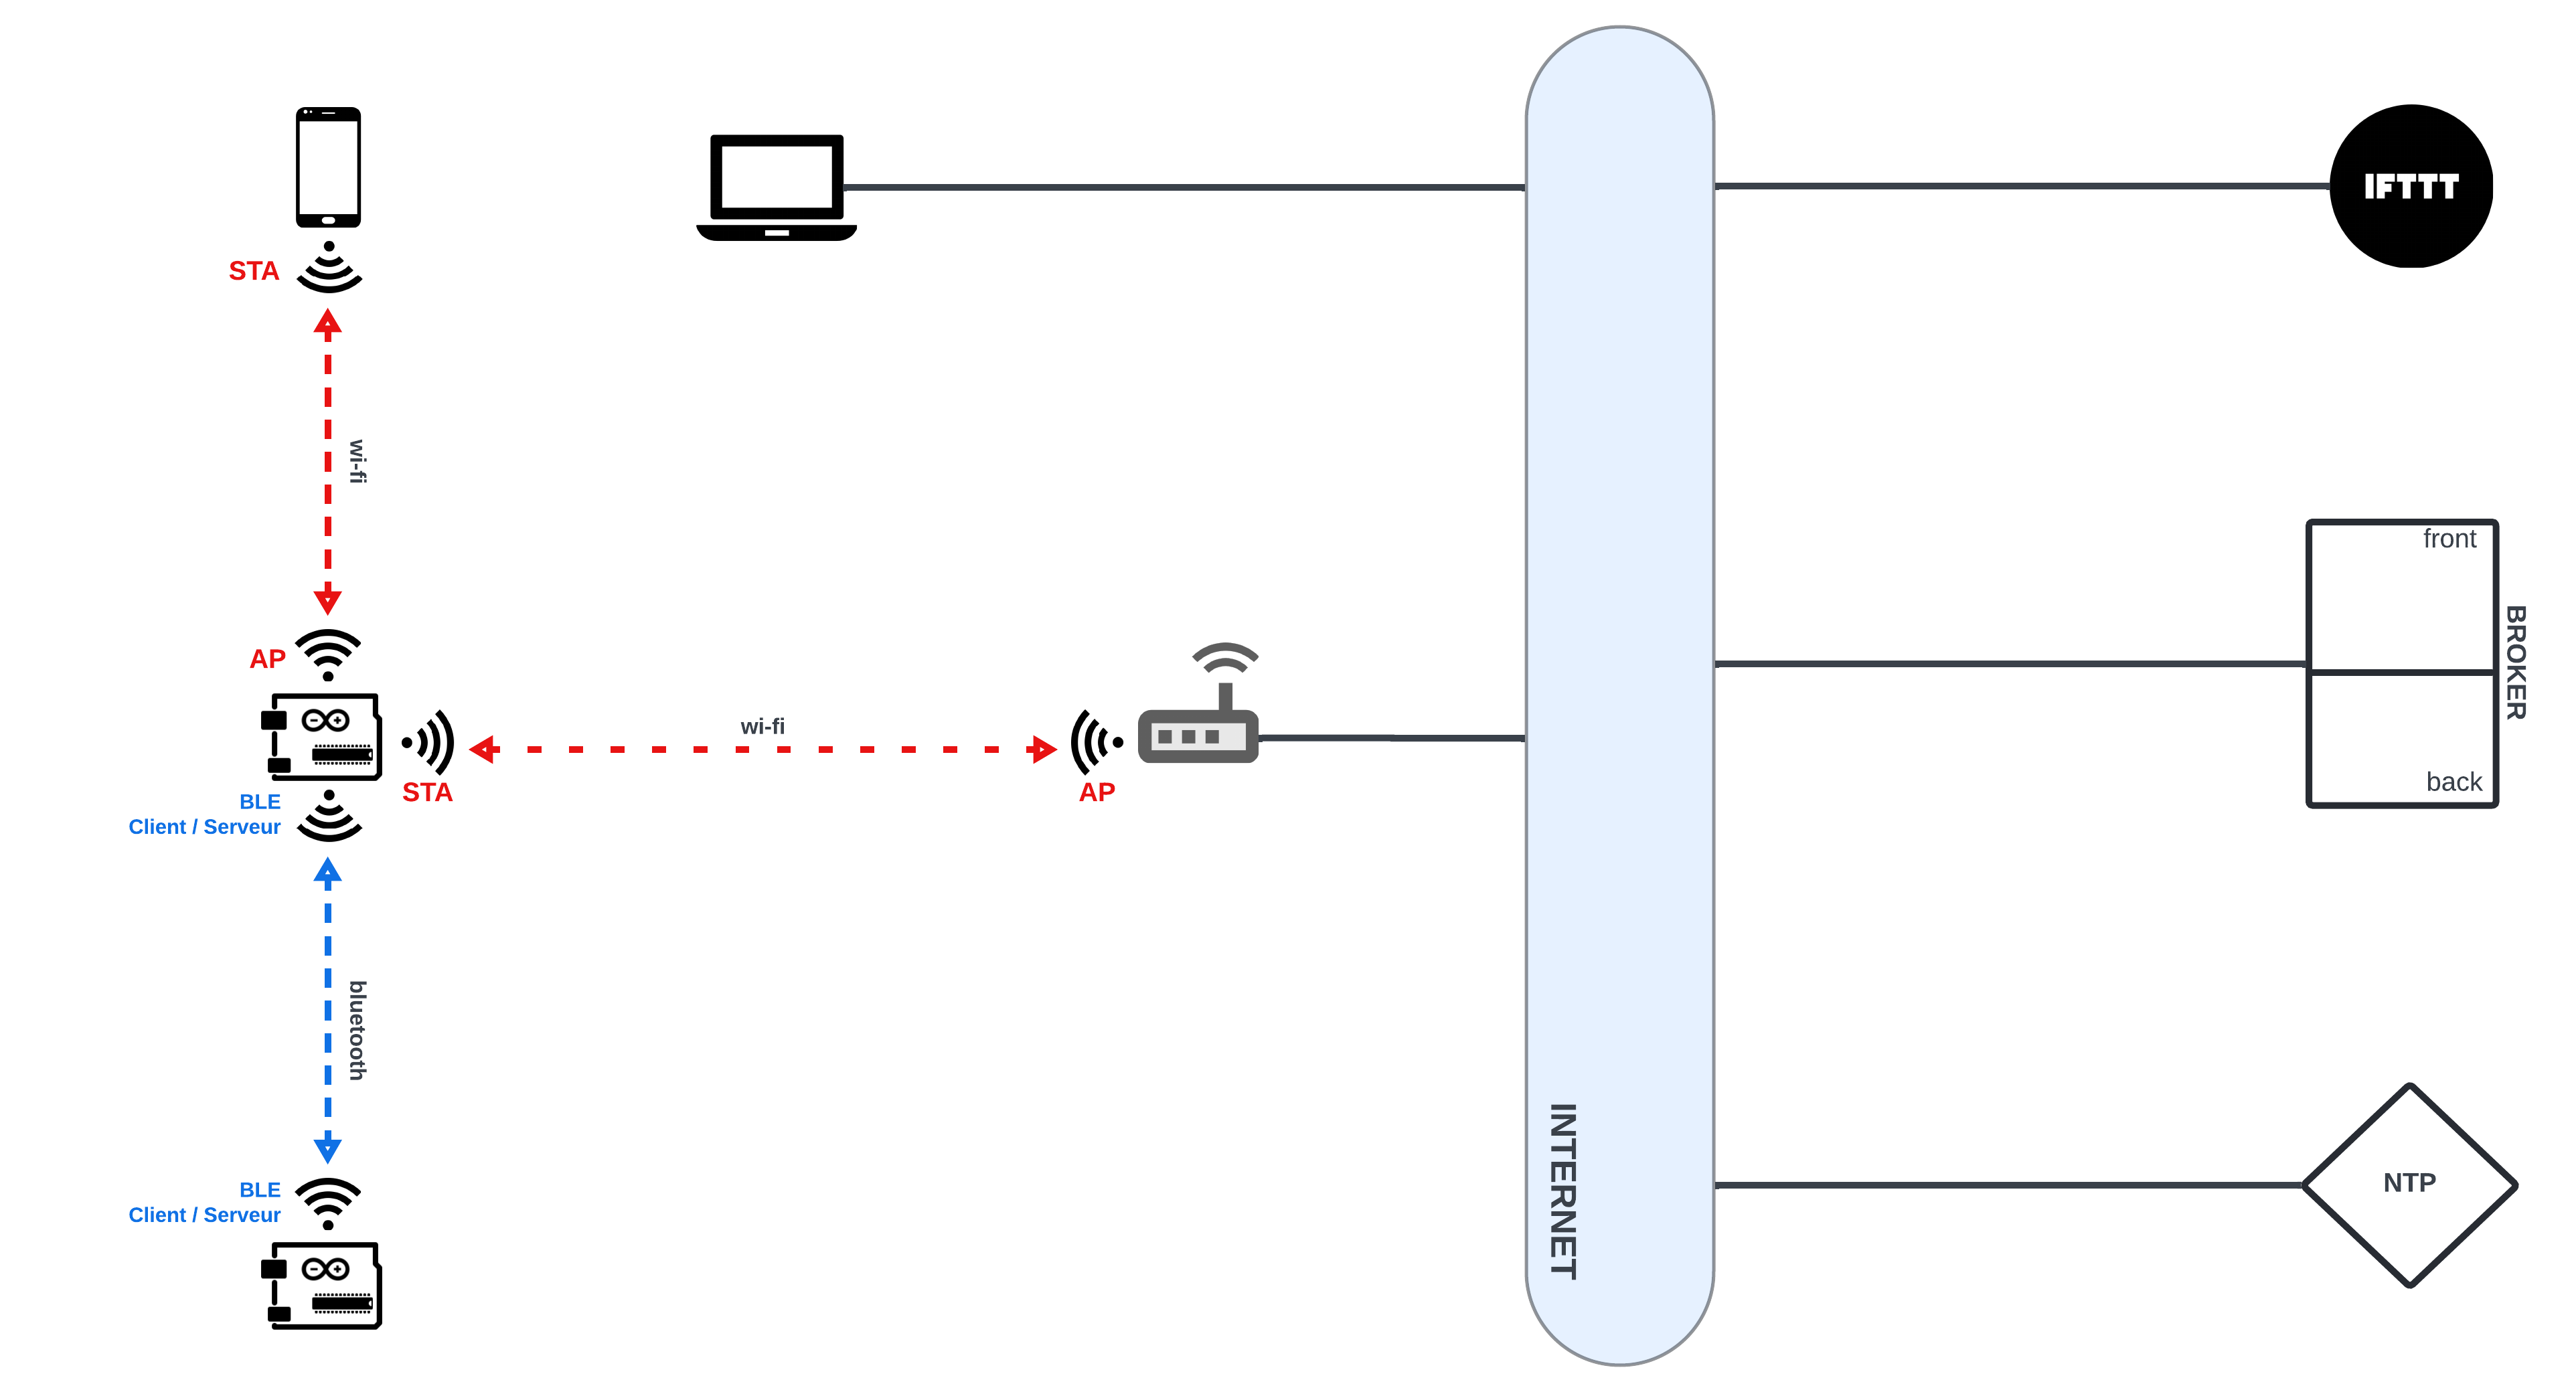 IFTTT
STA
wi-fi
front
BROKER
AP
wi-fi
STA
AP
back
BLE
Client / Serveur
bluetooth
INTERNET
BLE
Client / Serveur
NTP